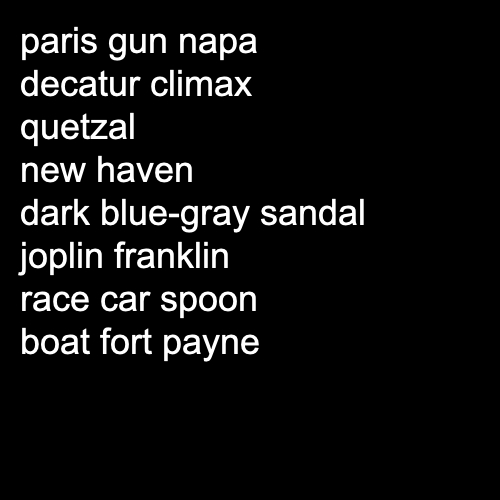 paris gun napa
decatur climax
quetzal
new haven
dark blue-gray sandal
joplin franklin
race car spoon
boat fort payne